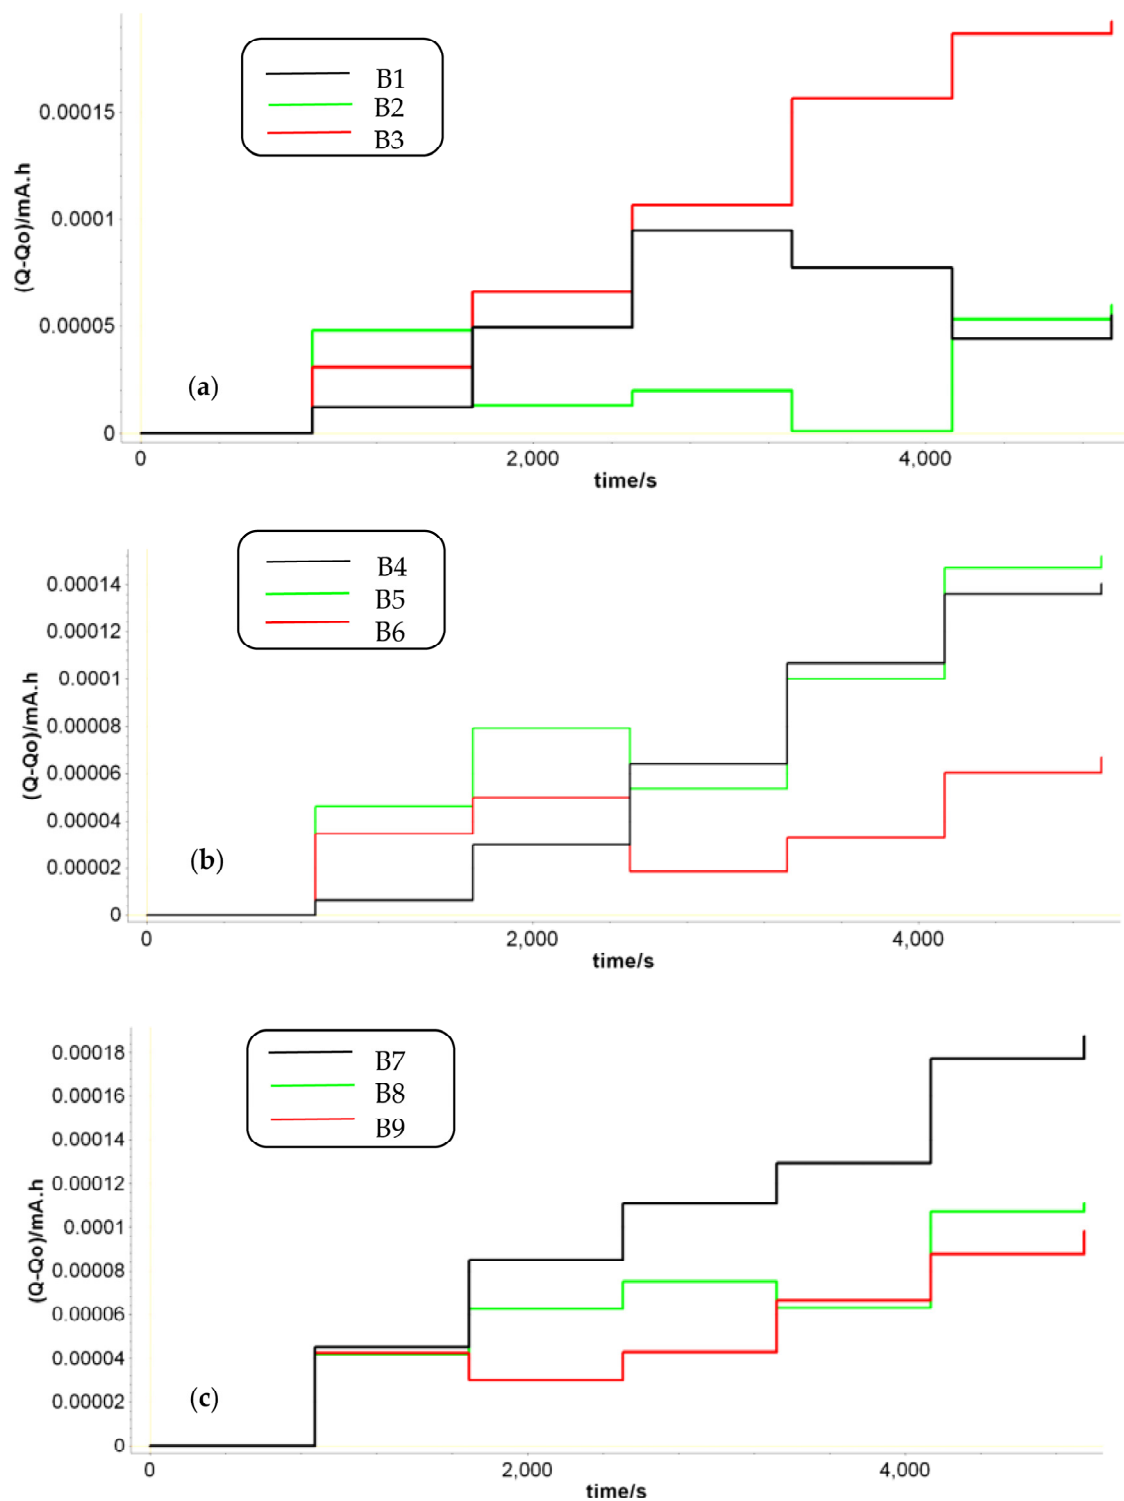 B1
B2
B3
0.00015
0.0001
0.00005
0
(Q-Qo)/mA.h
(a)
0
2,000
4,000
time/s
B4
B5
B6
0.00014
0.00012
0.0001
0.00008
0.00006
0.00004
0.00002
0
(Q-Qo)/mA.h
(b)
0
2,000
4,000
time/s
B7
B8
B9
0.00018
0.00016
0.00014
0.00012
0.0001
0.00008
0.00006
0.00004
0.00002
0
(Q-Qo)/mA.h
(c)
0
2,000
4,000
time/s